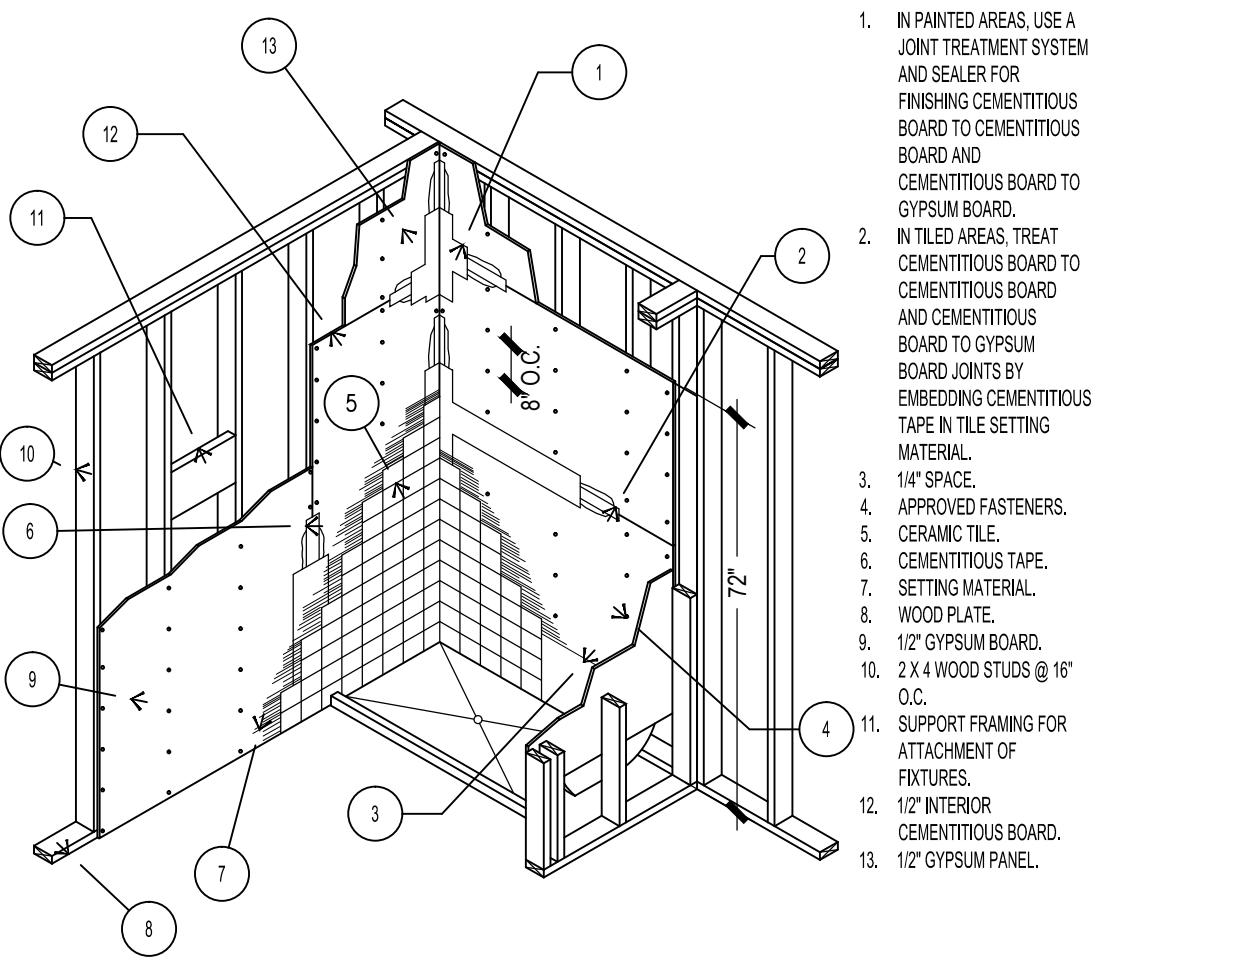 13
1
12
11
2
10
5
6
9
4
3
7
8
8" O.C.
72"
1. IN PAINTED AREAS, USE A
JOINT TREATMENT SYSTEM
AND SEALER FOR
FINISHING CEMENTITIOUS
BOARD TO CEMENTITIOUS
BOARD AND
CEMENTITIOUS BOARD TO
GYPSUM BOARD.
2. IN TILED AREAS, TREAT
CEMENTITIOUS BOARD TO
CEMENTITIOUS BOARD
AND CEMENTITIOUS
BOARD TO GYPSUM
BOARD JOINTS BY
EMBEDDING CEMENTITIOUS
TAPE IN TILE SETTING
MATERIAL.
3. 1/4" SPACE.
4. APPROVED FASTENERS.
5. CERAMIC TILE.
6. CEMENTITIOUS TAPE.
7. SETTING MATERIAL.
8. WOOD PLATE.
9. 1/2" GYPSUM BOARD.
10. 2 X 4 WOOD STUDS @ 16"
O.C.
11. SUPPORT FRAMING FOR
ATTACHMENT OF
FIXTURES.
12. 1/2" INTERIOR
CEMENTITIOUS BOARD.
13. 1/2" GYPSUM PANEL.